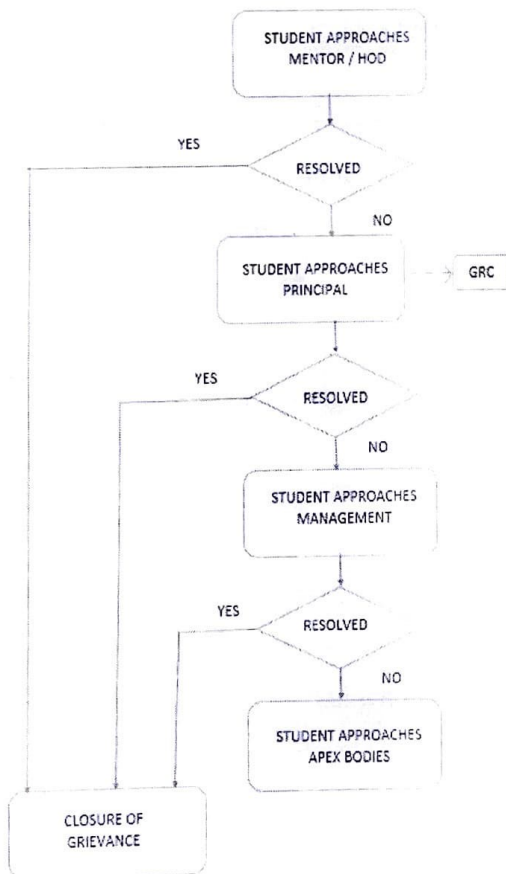 STUDENT APPROACHES
MENTOR / HOD
YES
RESOLVED
NO
STUDENT APPROACHES
PRINCIPAL
GRC
YES
RESOLVED
NO
STUDENT APPROACHES
MANAGEMENT
YES
RESOLVED
NO
STUDENT APPROACHES
APEX BODIES
CLOSURE OF
GRIEVANCE